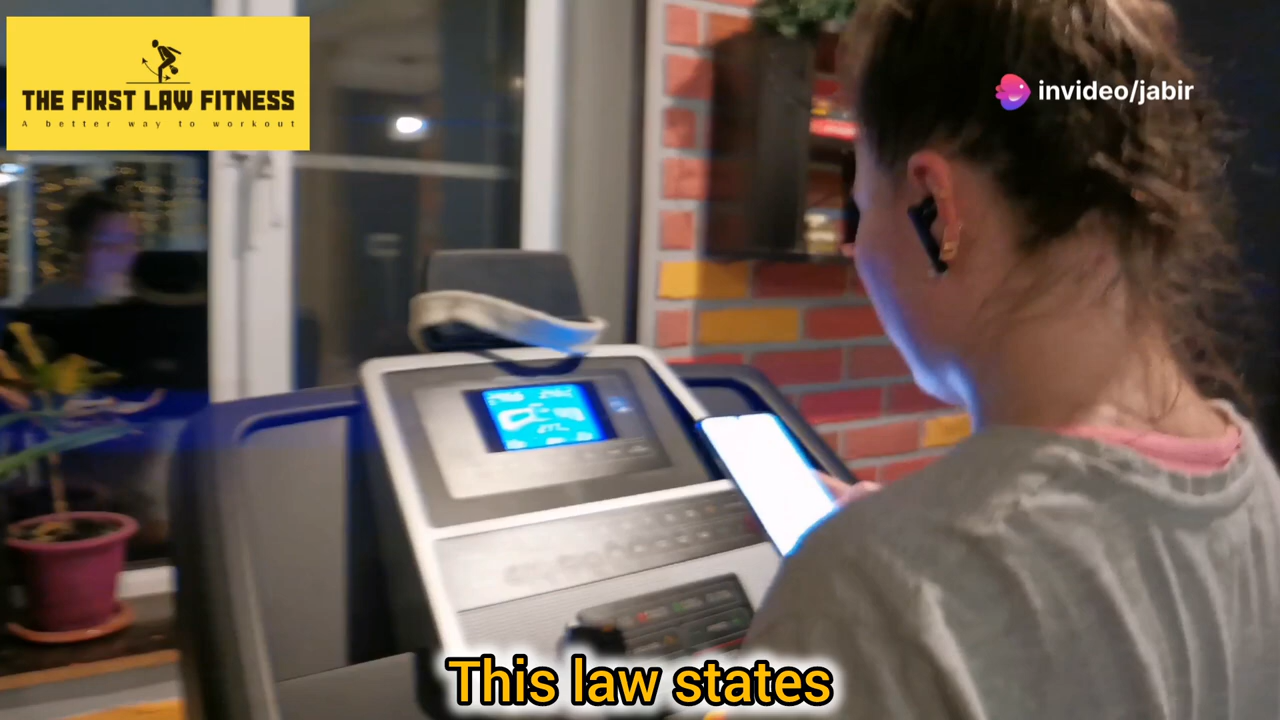 THE FIRST LAW FITNESS
A better way to workout
invideo/jabir
This law states